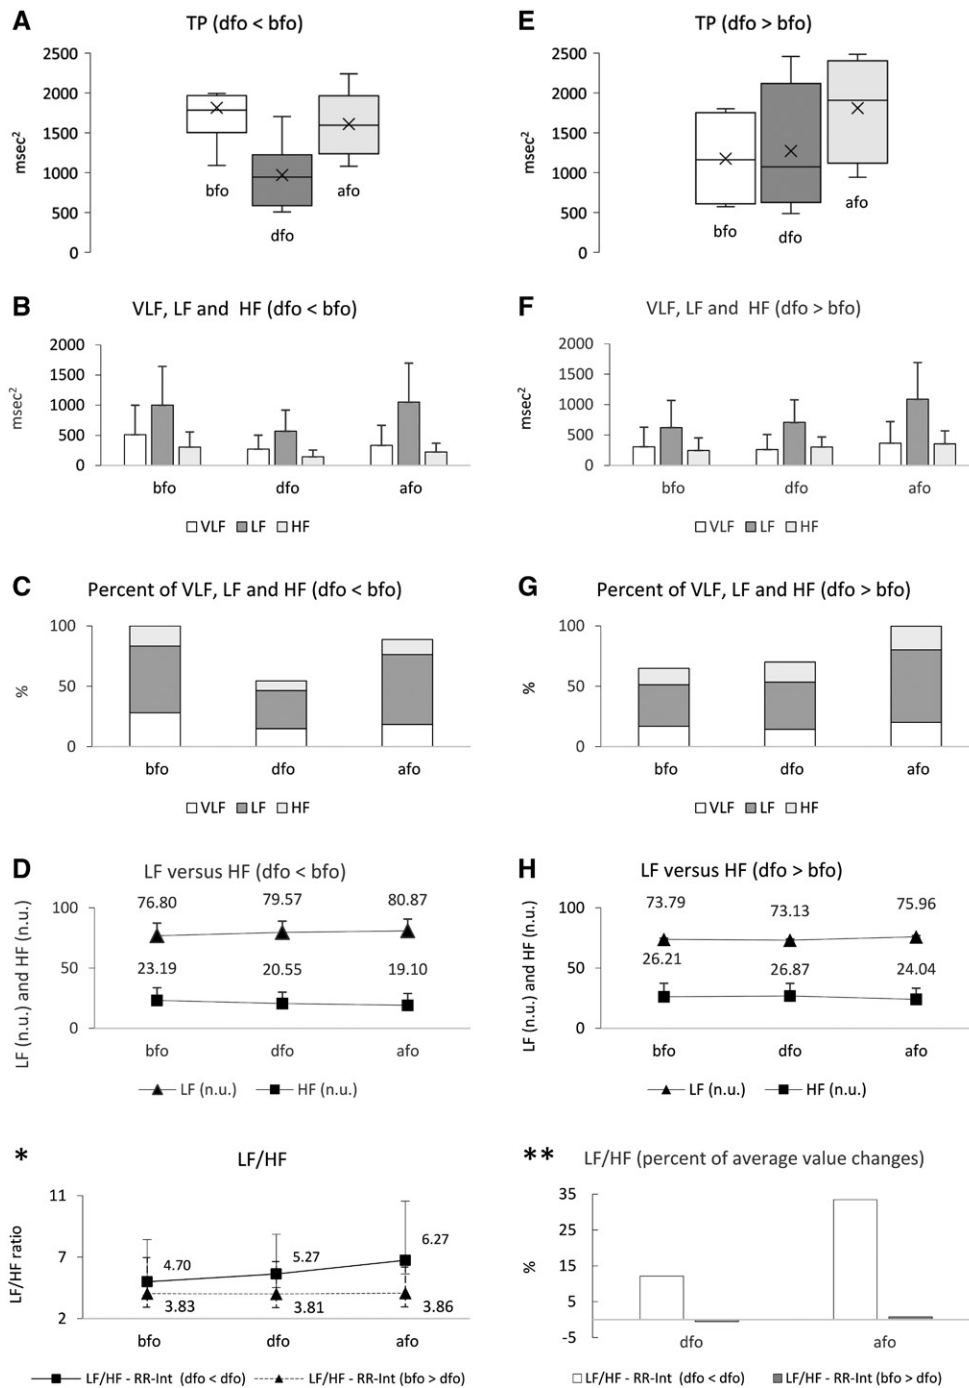 A TP (dfo < bfo)
2500
2000
1500
1000
500
0
msec²
bfo
dfo
afo
E TP (dfo > bfo)
2500
2000
1500
1000
500
0
msec²
bfo
dfo
afo
B VLF, LF and HF (dfo < bfo)
2000
1500
1000
500
0
msec²
bfo dfo afo
VLF LF HF
F VLF, LF and HF (dfo > bfo)
2000
1500
1000
500
0
msec²
bfo dfo afo
VLF LF HF
C Percent of VLF, LF and HF (dfo < bfo)
100
50
0
%
bfo dfo afo
VLF LF HF
G Percent of VLF, LF and HF (dfo > bfo)
100
50
0
%
bfo dfo afo
VLF LF HF
D LF versus HF (dfo < bfo)
100
50
0
LF (n.u.) and HF (n.u.)
76.80 79.57 80.87
23.19 20.55 19.10
bfo dfo afo
LF (n.u.) HF (n.u.)
H LF versus HF (dfo > bfo)
100
50
0
LF (n.u.) and HF (n.u.)
73.79 73.13 75.96
26.21 26.87 24.04
bfo dfo afo
LF (n.u.) HF (n.u.)
* LF/HF
11
7
2
LF/HF ratio
4.70 5.27 6.27
3.83 3.81 3.86
bfo dfo afo
LF/HF - RR-Int (dfo < dfo) LF/HF - RR-Int (bfo > dfo)
** LF/HF (percent of average value changes)
35
25
15
5
-5
%
dfo afo
LF/HF - RR-Int (dfo < dfo) LF/HF - RR-Int (bfo > dfo)